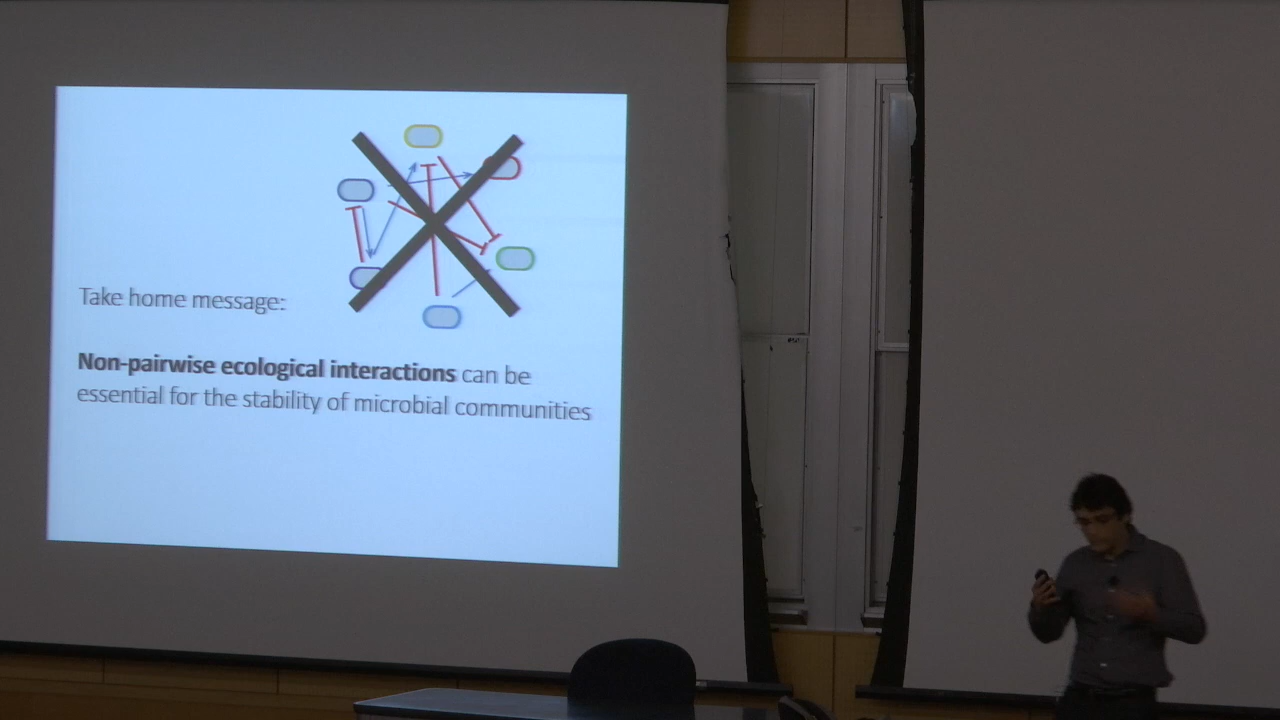 Take home message:
Non-pairwise ecological interactions can be
essential for the stability of microbial communities